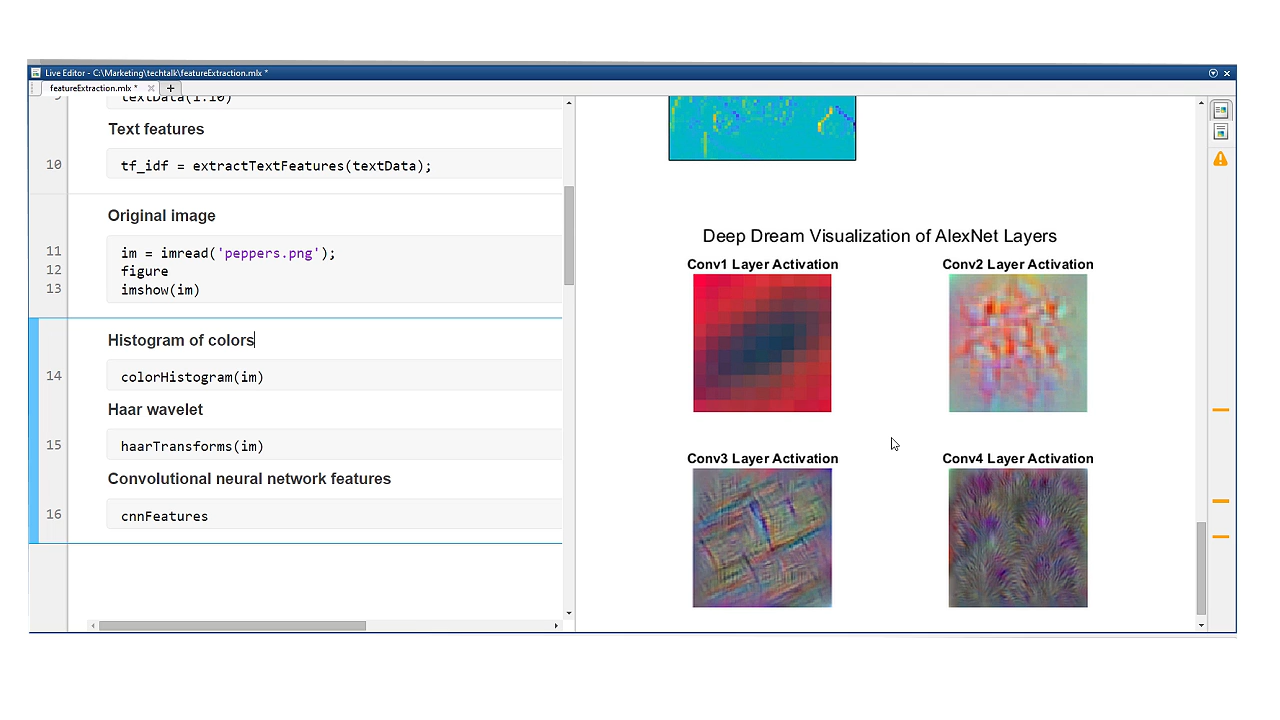 Live Editor - C:\Marketing\techtalk\featureExtraction.mlx *
featureExtraction.mlx *
textData(1:10)
Text features
10 tf_idf = extractTextFeatures(textData);
Original image
11 im = imread('peppers.png');
12 figure
13 imshow(im)
Histogram of colors
14 colorHistogram(im)
Haar wavelet
15 haarTransforms(im)
Convolutional neural network features
16 cnnFeatures
Deep Dream Visualization of AlexNet Layers
Conv1 Layer Activation
Conv2 Layer Activation
Conv3 Layer Activation
Conv4 Layer Activation